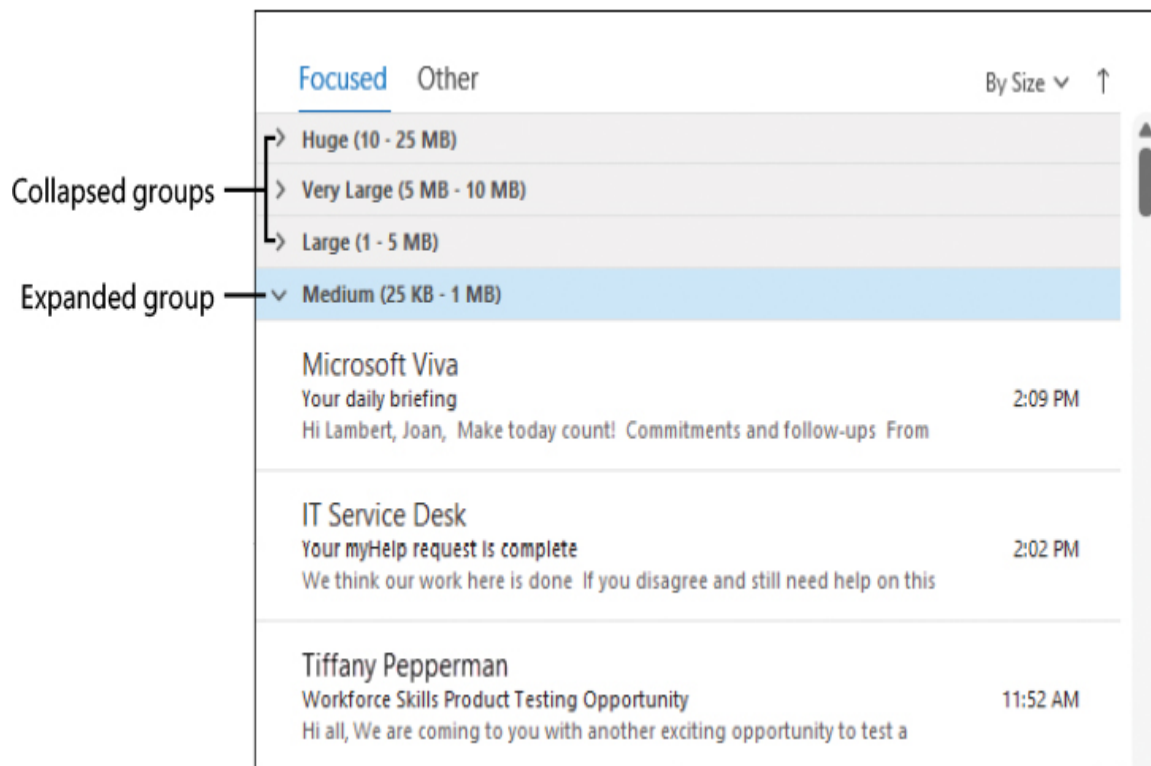 Focused Other By Size ↑
Huge (10 - 25 MB)
Collapsed groups Very Large (5 MB - 10 MB)
Large (1 - 5 MB)
Expanded group Medium (25 KB - 1 MB)
Microsoft Viva
Your daily briefing 2:09 PM
Hi Lambert, Joan, Make today count! Commitments and follow-ups From
IT Service Desk
Your myHelp request is complete 2:02 PM
We think our work here is done If you disagree and still need help on this
Tiffany Pepperman
Workforce Skills Product Testing Opportunity 11:52 AM
Hi all, We are coming to you with another exciting opportunity to test a